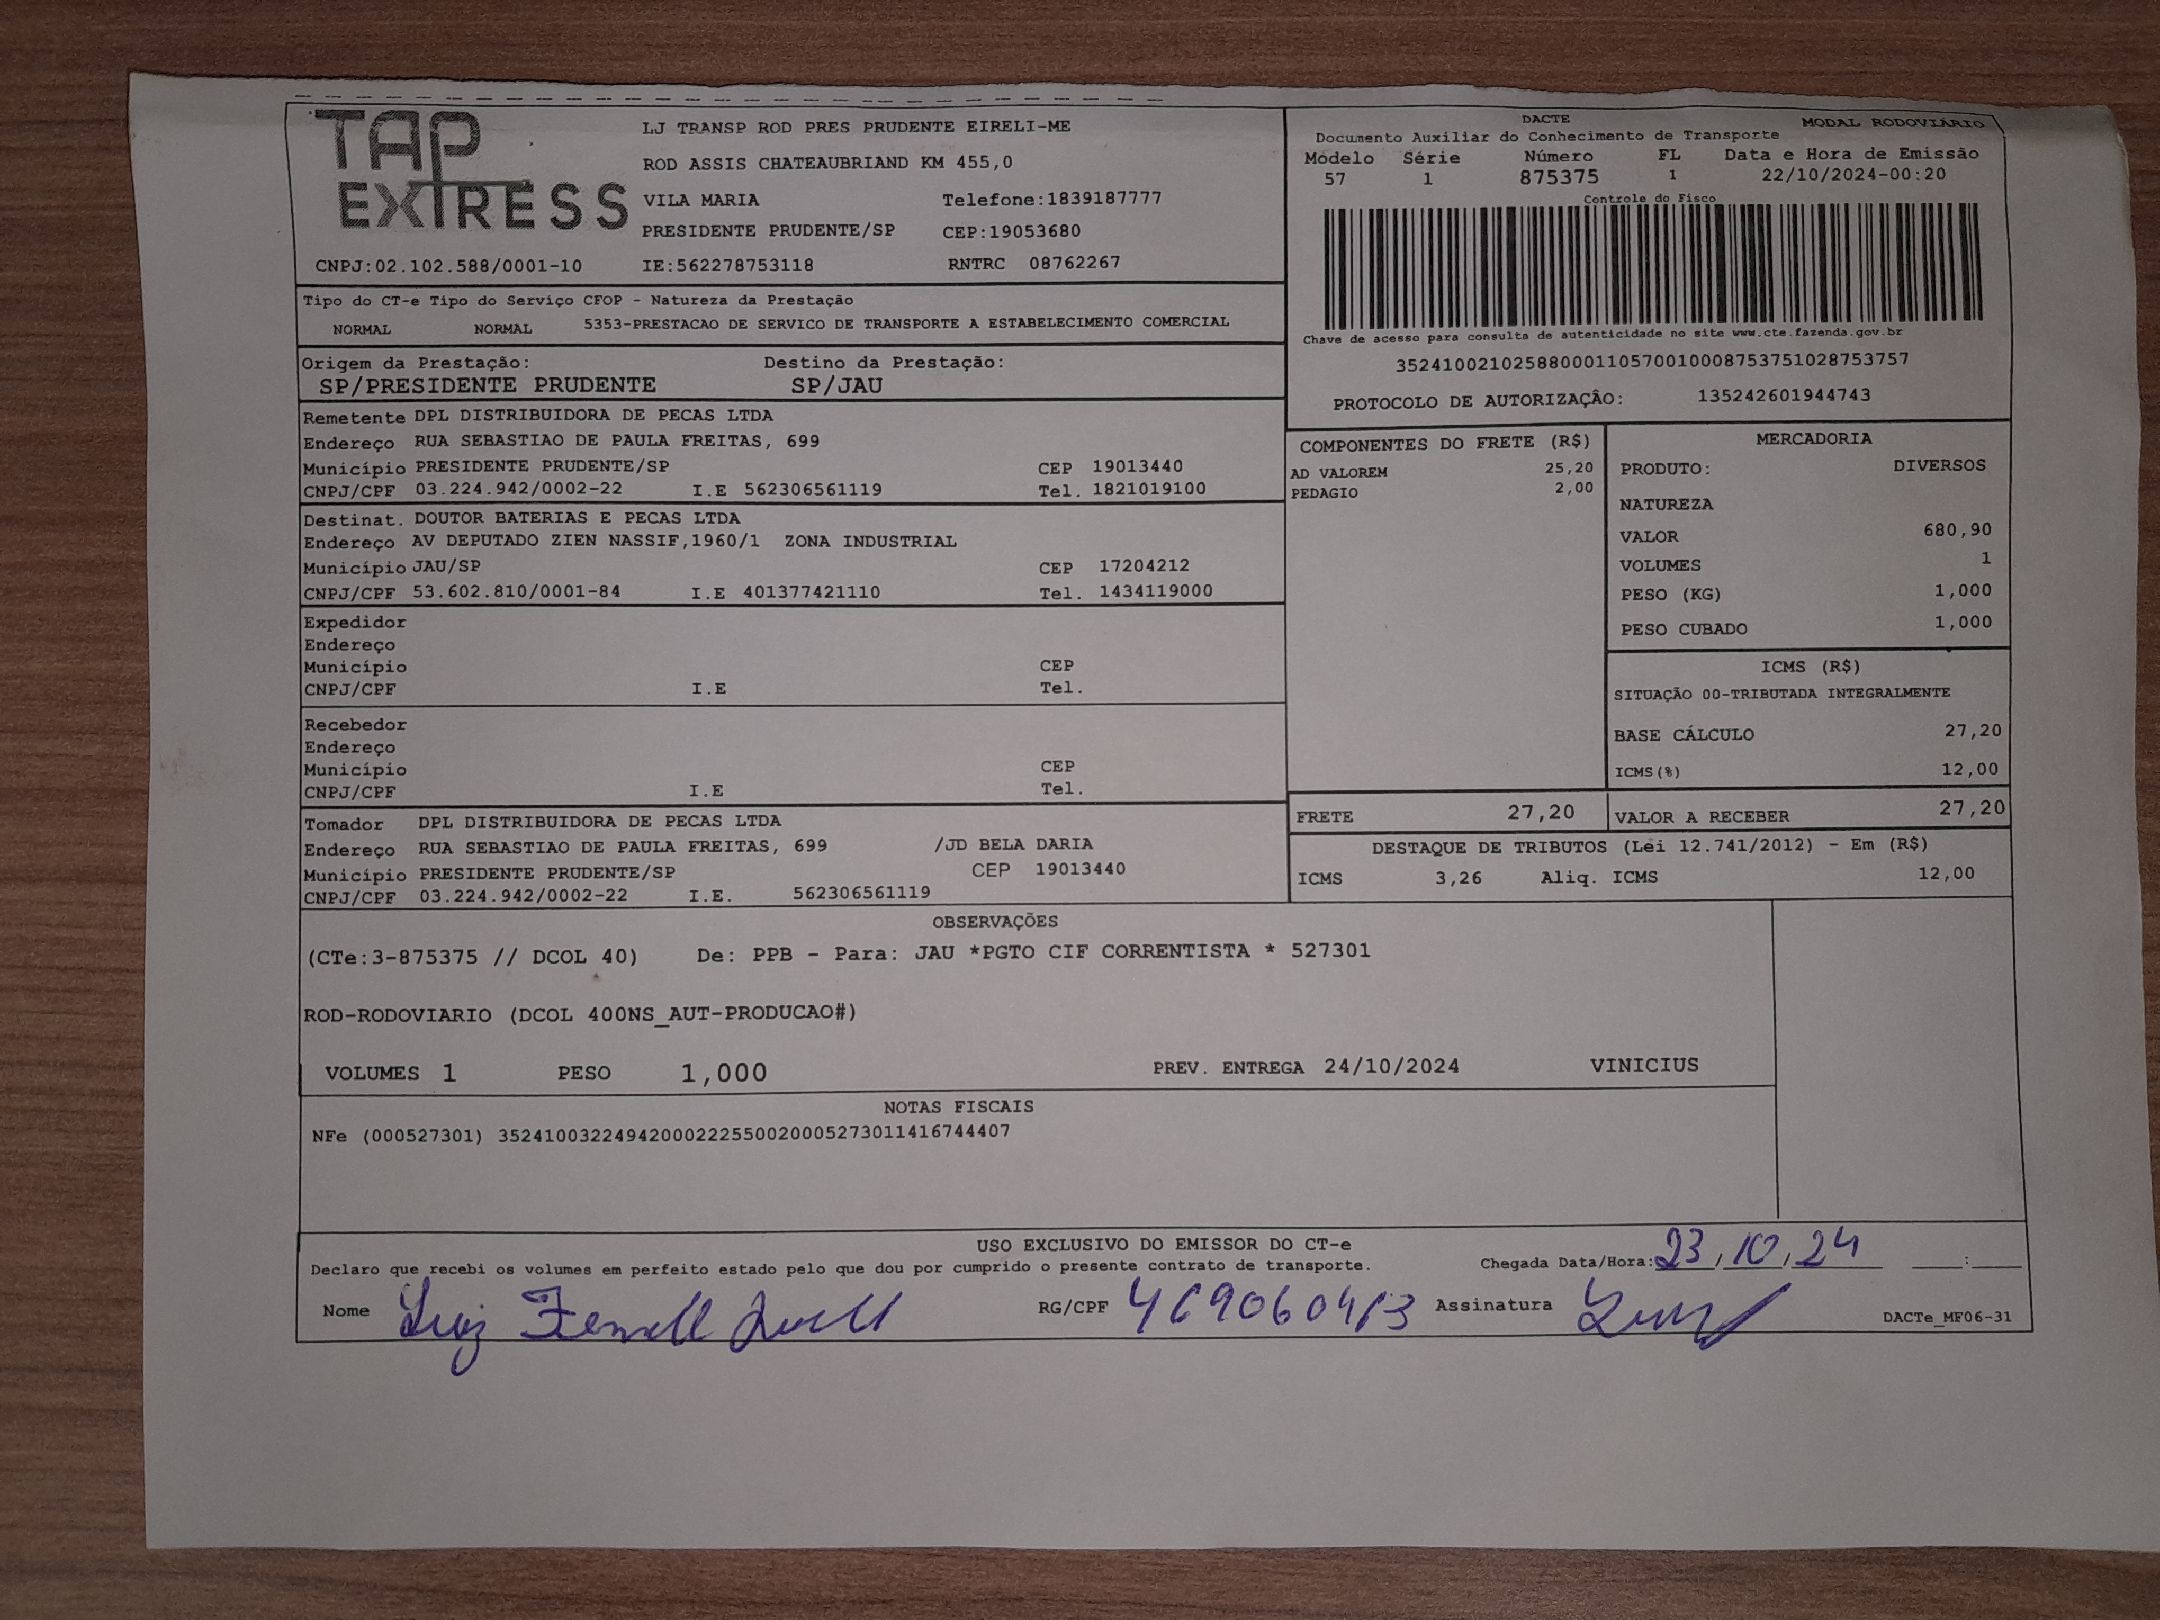 TAP
EXPRESS
LJ TRANSP ROD PRES PRUDENTE EIRELI-ME
ROD ASSIS CHATEAUBRIAND KM 455,0
VILA MARIA Telefone:1839187777
PRESIDENTE PRUDENTE/SP CEP:19053680
CNPJ:02.102.588/0001-10 IE:562278753118 RNTRC 08762267
DACTE MODAL RODOVIÁRIO
Documento Auxiliar do Conhecimento de Transporte
Modelo Série Número FL Data e Hora de Emissão
57 1 875375 1 22/10/2024-00:20
Controle do Fisco
Chave de acesso para consulta de autenticidade no site www.cte.fazenda.gov.br
35241002102588000110570010008753751028753757
PROTOCOLO DE AUTORIZAÇÂO: 135242601944743
Tipo do CT-e Tipo do Serviço CFOP - Natureza da Prestação
NORMAL NORMAL 5353-PRESTACAO DE SERVICO DE TRANSPORTE A ESTABELECIMENTO COMERCIAL
Origem da Prestação: Destino da Prestação:
SP/PRESIDENTE PRUDENTE SP/JAU
Remetente DPL DISTRIBUIDORA DE PECAS LTDA
Endereço RUA SEBASTIAO DE PAULA FREITAS, 699
Município PRESIDENTE PRUDENTE/SP CEP 19013440
CNPJ/CPF 03.224.942/0002-22 I.E 562306561119 Tel. 1821019100
Destinat. DOUTOR BATERIAS E PECAS LTDA
Endereço AV DEPUTADO ZIEN NASSIF,1960/1 ZONA INDUSTRIAL
Município JAU/SP CEP 17204212
CNPJ/CPF 53.602.810/0001-84 I.E 401377421110 Tel. 1434119000
Expedidor
Endereço
Município CEP
CNPJ/CPF I.E Tel.
Recebedor
Endereço
Município CEP
CNPJ/CPF I.E Tel.
Tomador DPL DISTRIBUIDORA DE PECAS LTDA
Endereço RUA SEBASTIAO DE PAULA FREITAS, 699 /JD BELA DARIA
Município PRESIDENTE PRUDENTE/SP CEP 19013440
CNPJ/CPF 03.224.942/0002-22 I.E. 562306561119
COMPONENTES DO FRETE (R$)
AD VALOREM 25,20
PEDAGIO 2,00
MERCADORIA
PRODUTO: DIVERSOS
NATUREZA
VALOR 680,90
VOLUMES 1
PESO (KG) 1,000
PESO CUBADO 1,000
ICMS (R$)
SITUAÇÃO 00-TRIBUTADA INTEGRALMENTE
BASE CÁLCULO 27,20
ICMS(%) 12,00
FRETE 27,20 VALOR A RECEBER 27,20
DESTAQUE DE TRIBUTOS (Lei 12.741/2012) - Em (R$)
ICMS 3,26 Aliq. ICMS 12,00
OBSERVAÇÕES
(CTe:3-875375 // DCOL 40) De: PPB - Para: JAU *PGTO CIF CORRENTISTA * 527301
ROD-RODOVIARIO (DCOL 400NS_AUT-PRODUCAO#)
VOLUMES 1 PESO 1,000 PREV. ENTREGA 24/10/2024 VINICIUS
NOTAS FISCAIS
NFe (000527301) 35241003224942000222550020005273011416744407
USO EXCLUSIVO DO EMISSOR DO CT-e
Declaro que recebi os volumes em perfeito estado pelo que dou por cumprido o presente contrato de transporte. Chegada Data/Hora: 23,10,24 :
Nome Luiz RG/CPF Assinatura DACTe_MF06-31